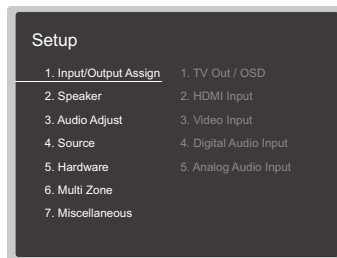 Setup
1. Input/Output Assign
2. Speaker
3. Audio Adjust
4. Source
5. Hardware
6. Multi Zone
7. Miscellaneous
1. TV Out / OSD
2. HDMI Input
3. Video Input
4. Digital Audio Input
5. Analog Audio Input